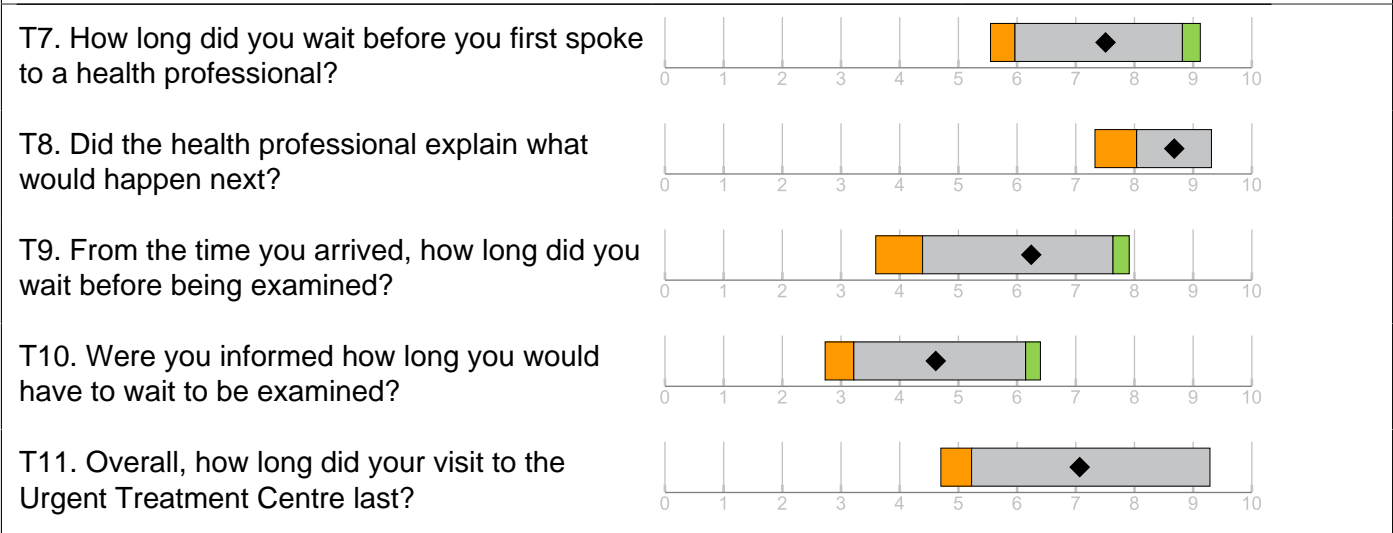 T7. How long did you wait before you first spoke
to a health professional?
0 1 2 3 4 5 6 7 8 9 10
T8. Did the health professional explain what
would happen next?
0 1 2 3 4 5 6 7 8 9 10
T9. From the time you arrived, how long did you
wait before being examined?
0 1 2 3 4 5 6 7 8 9 10
T10. Were you informed how long you would
have to wait to be examined?
0 1 2 3 4 5 6 7 8 9 10
T11. Overall, how long did your visit to the
Urgent Treatment Centre last?
0 1 2 3 4 5 6 7 8 9 10